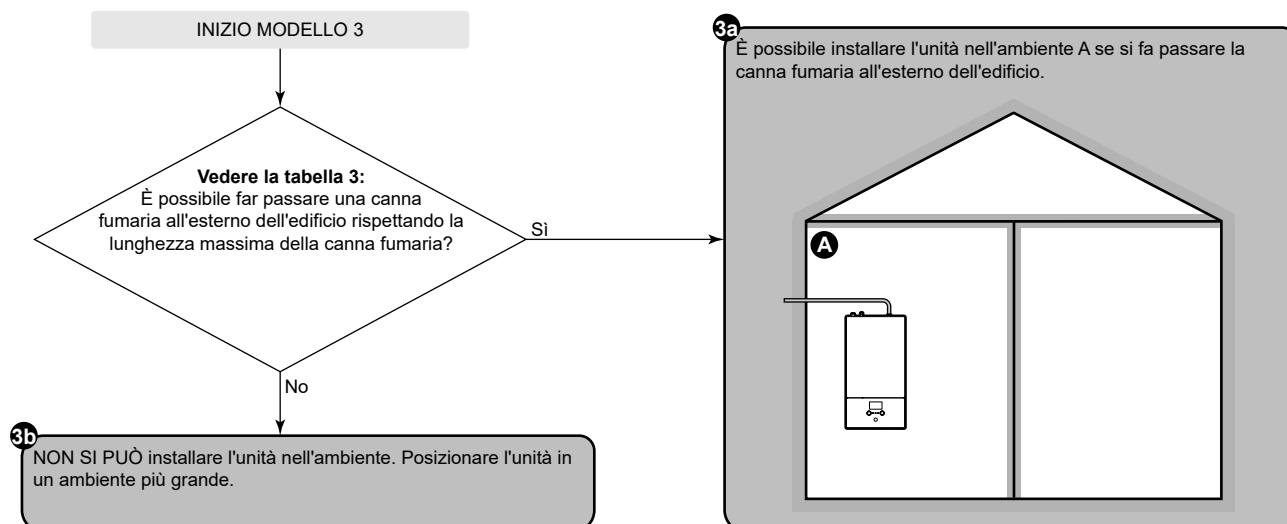 INIZIO MODELLO 3
Vedere la tabella 3:
È possibile far passare una canna
fumaria all'esterno dell'edificio rispettando la
lunghezza massima della canna fumaria?
Sì
No
3a
È possibile installare l'unità nell'ambiente A se si fa passare la
canna fumaria all'esterno dell'edificio.
A
3b
NON SI PUÒ installare l'unità nell'ambiente. Posizionare l'unità in
un ambiente più grande.